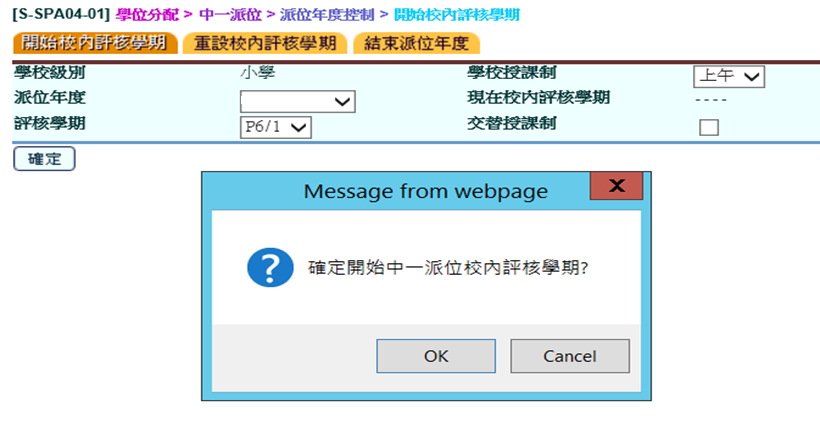 [S-SPA04-01] 學位分配 > 中一派位 > 派位年度控制 > 開始校內評核學期
開始校內評核學期 重設校內評核學期 結束派位年度
學校級別 小學 學校授課制 上午
派位年度 現在校內評核學期 ----
評核學期 P6/1 交替授課制
確定
Message from webpage X
確定開始中一派位校內評核學期?
OK Cancel